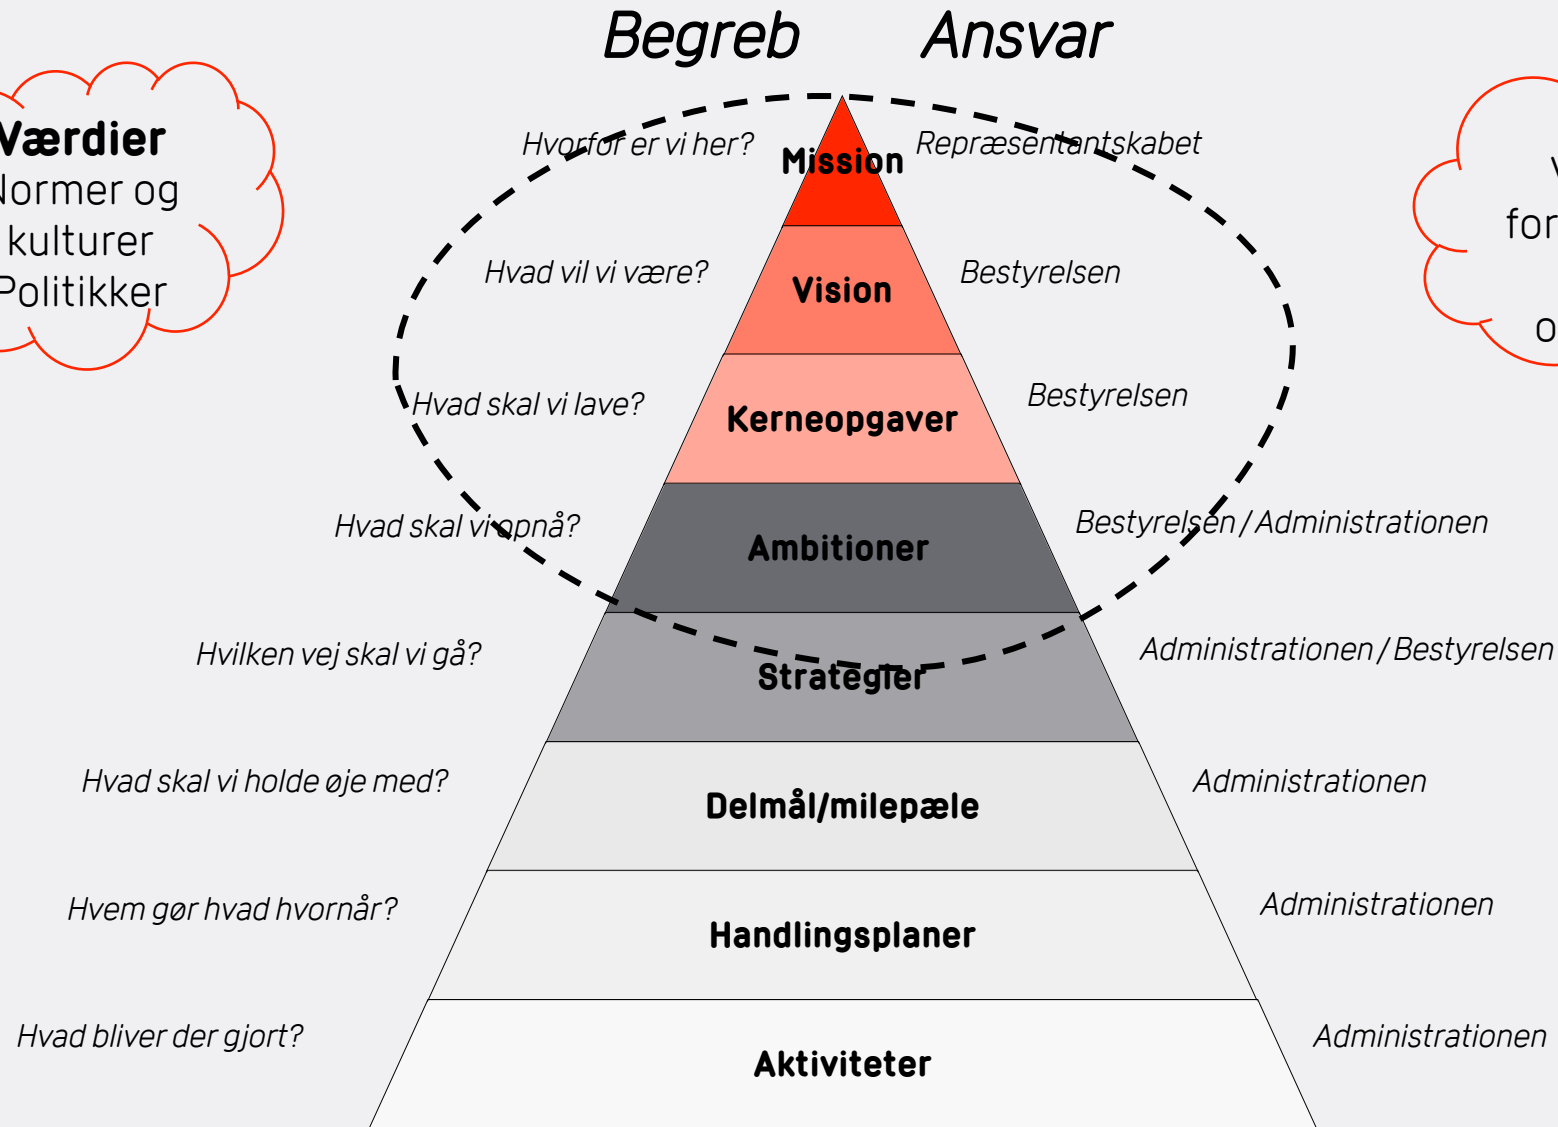 Begreb Ansvar
Værdier
Normer og
kulturer
Politikker
Hvorfor er vi her? Mission Repræsentantskabet
Hvad vil vi være? Vision Bestyrelsen
Hvad skal vi lave? Kerneopgaver Bestyrelsen
Hvad skal vi opnå? Ambitioner Bestyrelsen / Administrationen
Hvilken vej skal vi gå? Strategier Administrationen / Bestyrelsen
Hvad skal vi holde øje med? Delmål/milepæle Administrationen
Hvem gør hvad hvornår? Handlingsplaner Administrationen
Hvad bliver der gjort? Aktiviteter Administrationen